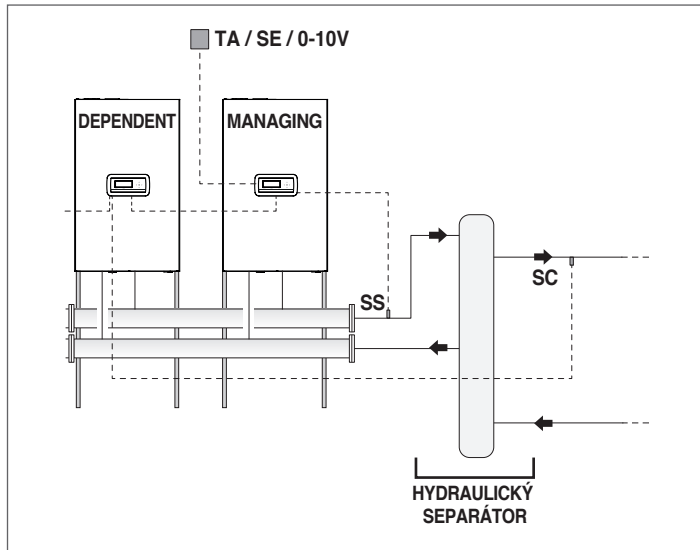 TA / SE / 0-10V
DEPENDENT
MANAGING
SS
SC
HYDRAULICKÝ
SEPARÁTOR